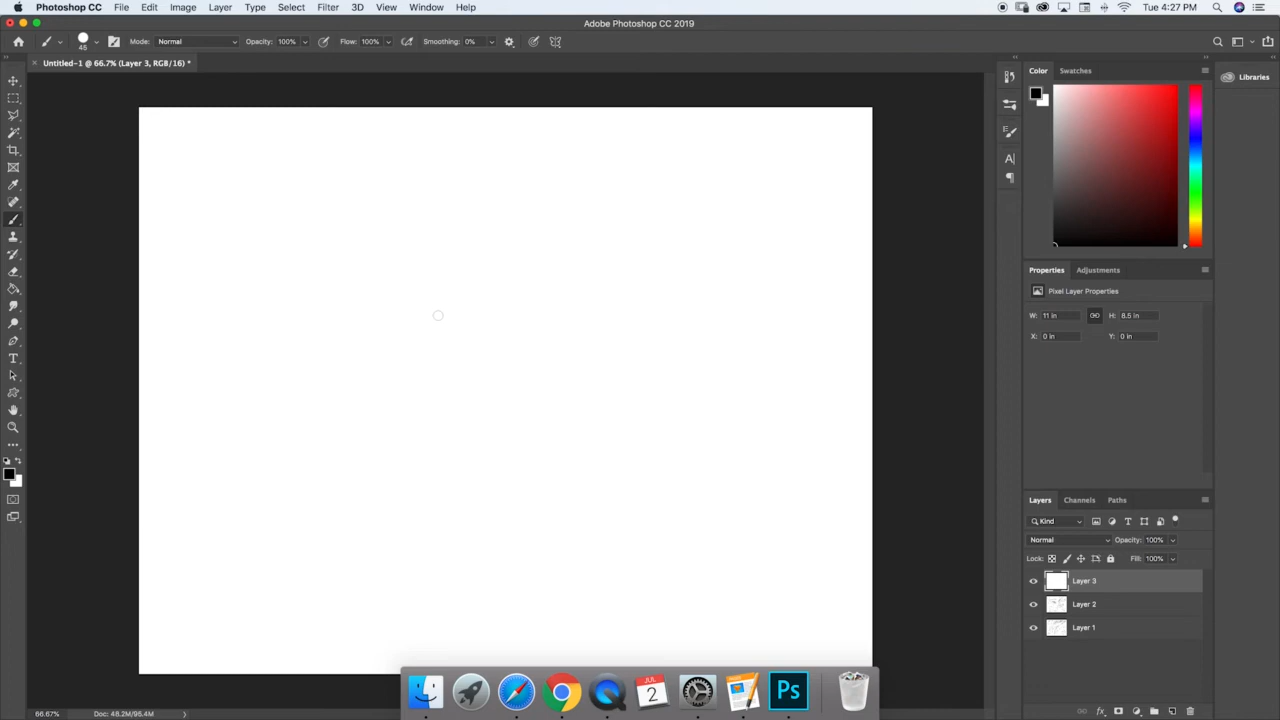 Photoshop CC File Edit Image Layer Type Select Filter 3D View Window Help Tue 4:27 PM
Adobe Photoshop CC 2019
45 Mode: Normal Opacity: 100% Flow: 100% Smoothing: 0%
Untitled-1 @ 66.7% (Layer 3, RGB/16) *
Color Swatches
Libraries
Properties Adjustments
Pixel Layer Properties
W: 11 in H: 8.5 in
X: 0 in Y: 0 in
Layers Channels Paths
Kind
Normal Opacity: 100%
Lock: Fill: 100%
Layer 3
Layer 2
Layer 1
JUL
2
Ps
66.67% Doc: 48.2M/95.4M